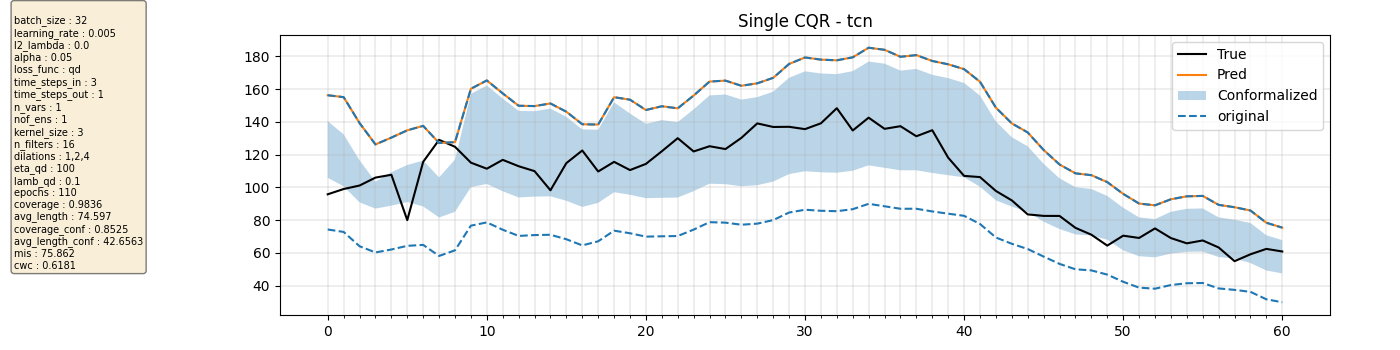 batch_size : 32
learning_rate : 0.005
l2_lambda : 0.0
alpha : 0.05
loss_func : qd
time_steps_in : 3
time_steps_out : 1
n_vars : 1
nof_ens : 1
kernel_size : 3
n_filters : 16
dilations : 1,2,4
eta_qd : 100
lamb_qd : 0.1
epochs : 110
coverage : 0.9836
avg_length : 74.597
coverage_conf : 0.8525
avg_length_conf : 42.6563
mis : 75.862
cwc : 0.6181
Single CQR - tcn
180
160
140
120
100
80
60
40
0 10 20 30 40 50 60
True
Pred
Conformalized
original